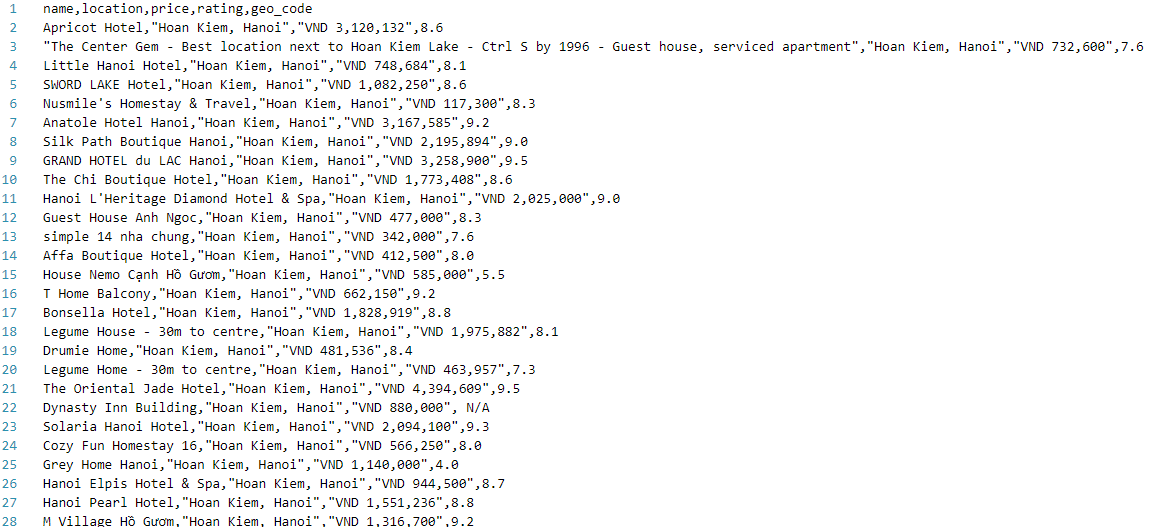 1 name,location,price,rating,geo_code
2 Apricot Hotel,"Hoan Kiem, Hanoi","VND 3,120,132",8.6
3 "The Center Gem - Best location next to Hoan Kiem Lake - Ctrl S by 1996 - Guest house, serviced apartment","Hoan Kiem, Hanoi","VND 732,600",7.6
4 Little Hanoi Hotel,"Hoan Kiem, Hanoi","VND 748,684",8.1
5 SWORD LAKE Hotel,"Hoan Kiem, Hanoi","VND 1,082,250",8.6
6 Nusmile's Homestay & Travel,"Hoan Kiem, Hanoi","VND 117,300",8.3
7 Anatole Hotel Hanoi,"Hoan Kiem, Hanoi","VND 3,167,585",9.2
8 Silk Path Boutique Hanoi,"Hoan Kiem, Hanoi","VND 2,195,894",9.0
9 GRAND HOTEL du LAC Hanoi,"Hoan Kiem, Hanoi","VND 3,258,900",9.5
10 The Chi Boutique Hotel,"Hoan Kiem, Hanoi","VND 1,773,408",8.6
11 Hanoi L'Heritage Diamond Hotel & Spa,"Hoan Kiem, Hanoi","VND 2,025,000",9.0
12 Guest House Anh Ngoc,"Hoan Kiem, Hanoi","VND 477,000",8.3
13 simple 14 nha chung,"Hoan Kiem, Hanoi","VND 342,000",7.6
14 Affa Boutique Hotel,"Hoan Kiem, Hanoi","VND 412,500",8.0
15 House Nemo Cạnh Hồ Gươm,"Hoan Kiem, Hanoi","VND 585,000",5.5
16 T Home Balcony,"Hoan Kiem, Hanoi","VND 662,150",9.2
17 Bonsella Hotel,"Hoan Kiem, Hanoi","VND 1,828,919",8.8
18 Legume House - 30m to centre,"Hoan Kiem, Hanoi","VND 1,975,882",8.1
19 Drumie Home,"Hoan Kiem, Hanoi","VND 481,536",8.4
20 Legume Home - 30m to centre,"Hoan Kiem, Hanoi","VND 463,957",7.3
21 The Oriental Jade Hotel,"Hoan Kiem, Hanoi","VND 4,394,609",9.5
22 Dynasty Inn Building,"Hoan Kiem, Hanoi","VND 880,000", N/A
23 Solaria Hanoi Hotel,"Hoan Kiem, Hanoi","VND 2,094,100",9.3
24 Cozy Fun Homestay 16,"Hoan Kiem, Hanoi","VND 566,250",8.0
25 Grey Home Hanoi,"Hoan Kiem, Hanoi","VND 1,140,000",4.0
26 Hanoi Elpis Hotel & Spa,"Hoan Kiem, Hanoi","VND 944,500",8.7
27 Hanoi Pearl Hotel,"Hoan Kiem, Hanoi","VND 1,551,236",8.8
28 M Village Hồ Gươm,"Hoan Kiem, Hanoi","VND 1,316,700",9.2